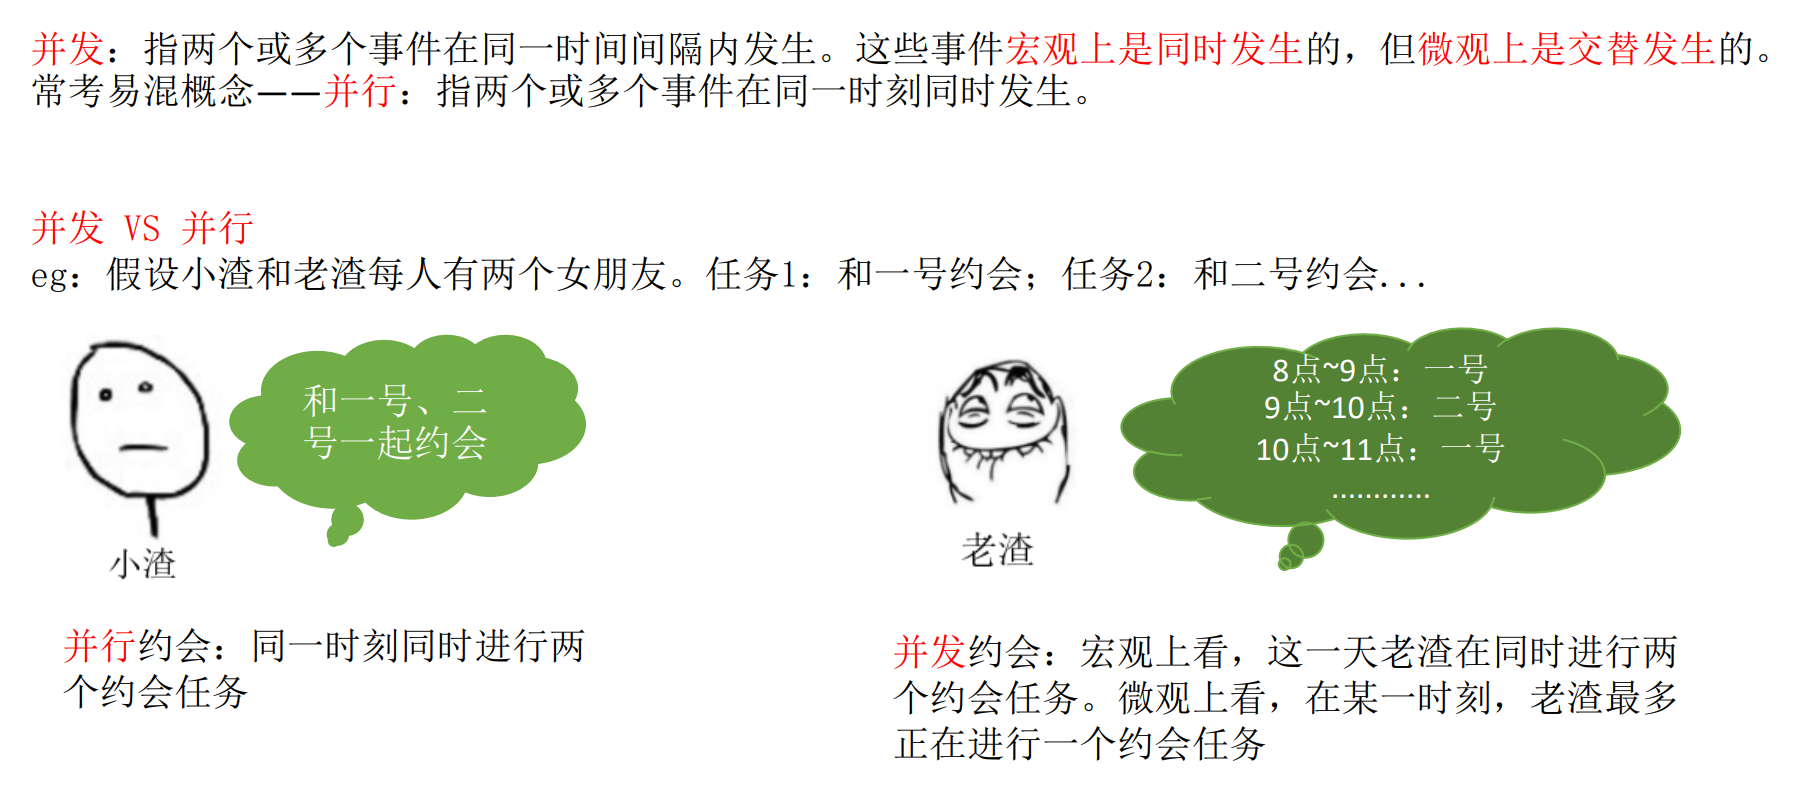 并发：指两个或多个事件在同一时间间隔内发生。这些事件宏观上是同时发生的，但微观上是交替发生的。
常考易混概念——并行：指两个或多个事件在同一时刻同时发生。
并发 VS 并行
eg：假设小渣和老渣每人有两个女朋友。任务1：和一号约会；任务2：和二号约会...
和一号、二
号一起约会
小渣
8点~9点：一号
9点~10点：二号
10点~11点：一号
............
老渣
并行约会：同一时刻同时进行两
个约会任务
并发约会：宏观上看，这一天老渣在同时进行两
个约会任务。微观上看，在某一时刻，老渣最多
正在进行一个约会任务